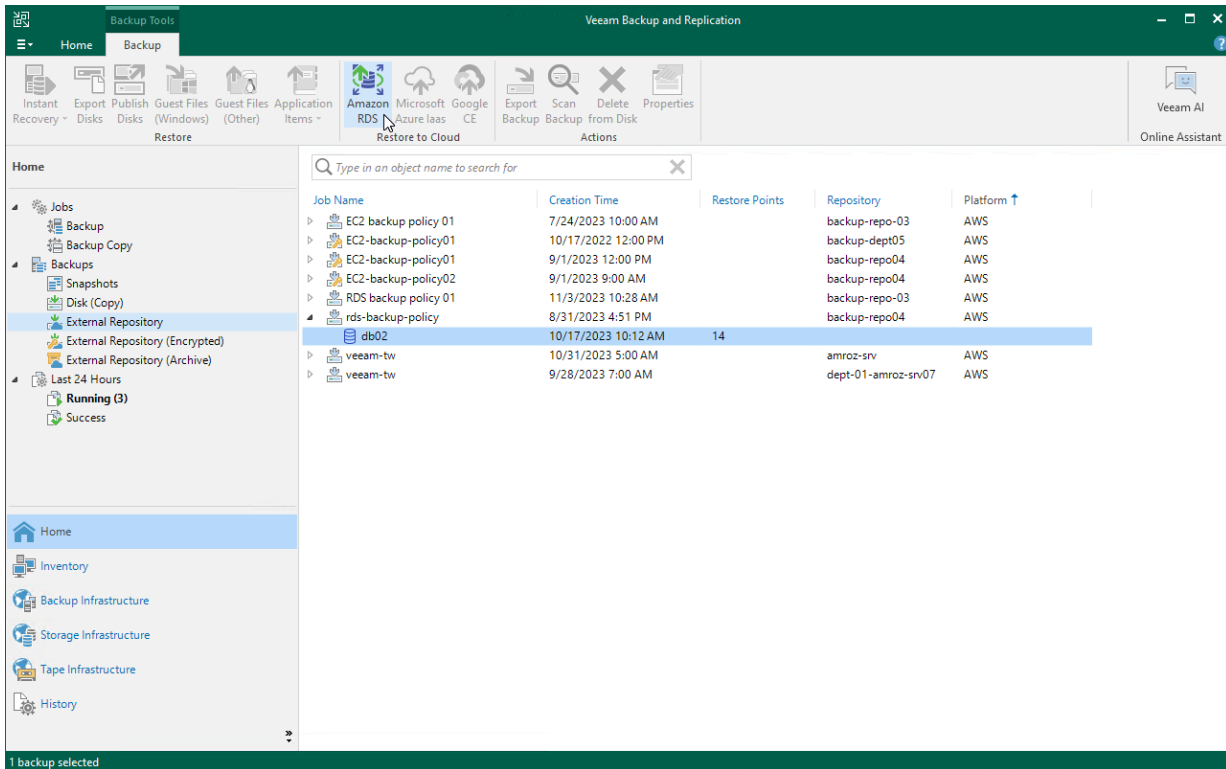 Backup Tools
Veeam Backup and Replication
Home Backup
Instant Recovery
Export Disks
Publish Disks
Guest Files (Windows)
Guest Files (Other)
Application Items
Amazon RDS
Microsoft Azure Iaas
Google CE
Export Backup
Scan Backup
Delete from Disk
Properties
Veeam AI
Restore
Restore to Cloud
Actions
Online Assistant
Home
Type in an object name to search for
Jobs
Backup
Backup Copy
Backups
Snapshots
Disk (Copy)
External Repository
External Repository (Encrypted)
External Repository (Archive)
Last 24 Hours
Running (3)
Success
Job Name Creation Time Restore Points Repository Platform
EC2 backup policy 01 7/24/2023 10:00 AM backup-repo-03 AWS
EC2-backup-policy01 10/17/2022 12:00 PM backup-dept05 AWS
EC2-backup-policy01 9/1/2023 12:00 PM backup-repo04 AWS
EC2-backup-policy02 9/1/2023 9:00 AM backup-repo04 AWS
RDS backup policy 01 11/3/2023 10:28 AM backup-repo-03 AWS
rds-backup-policy 8/31/2023 4:51 PM backup-repo04 AWS
db02 10/17/2023 10:12 AM 14
veeam-tw 10/31/2023 5:00 AM amroz-srv AWS
veeam-tw 9/28/2023 7:00 AM dept-01-amroz-srv07 AWS
Home
Inventory
Backup Infrastructure
Storage Infrastructure
Tape Infrastructure
History
1 backup selected